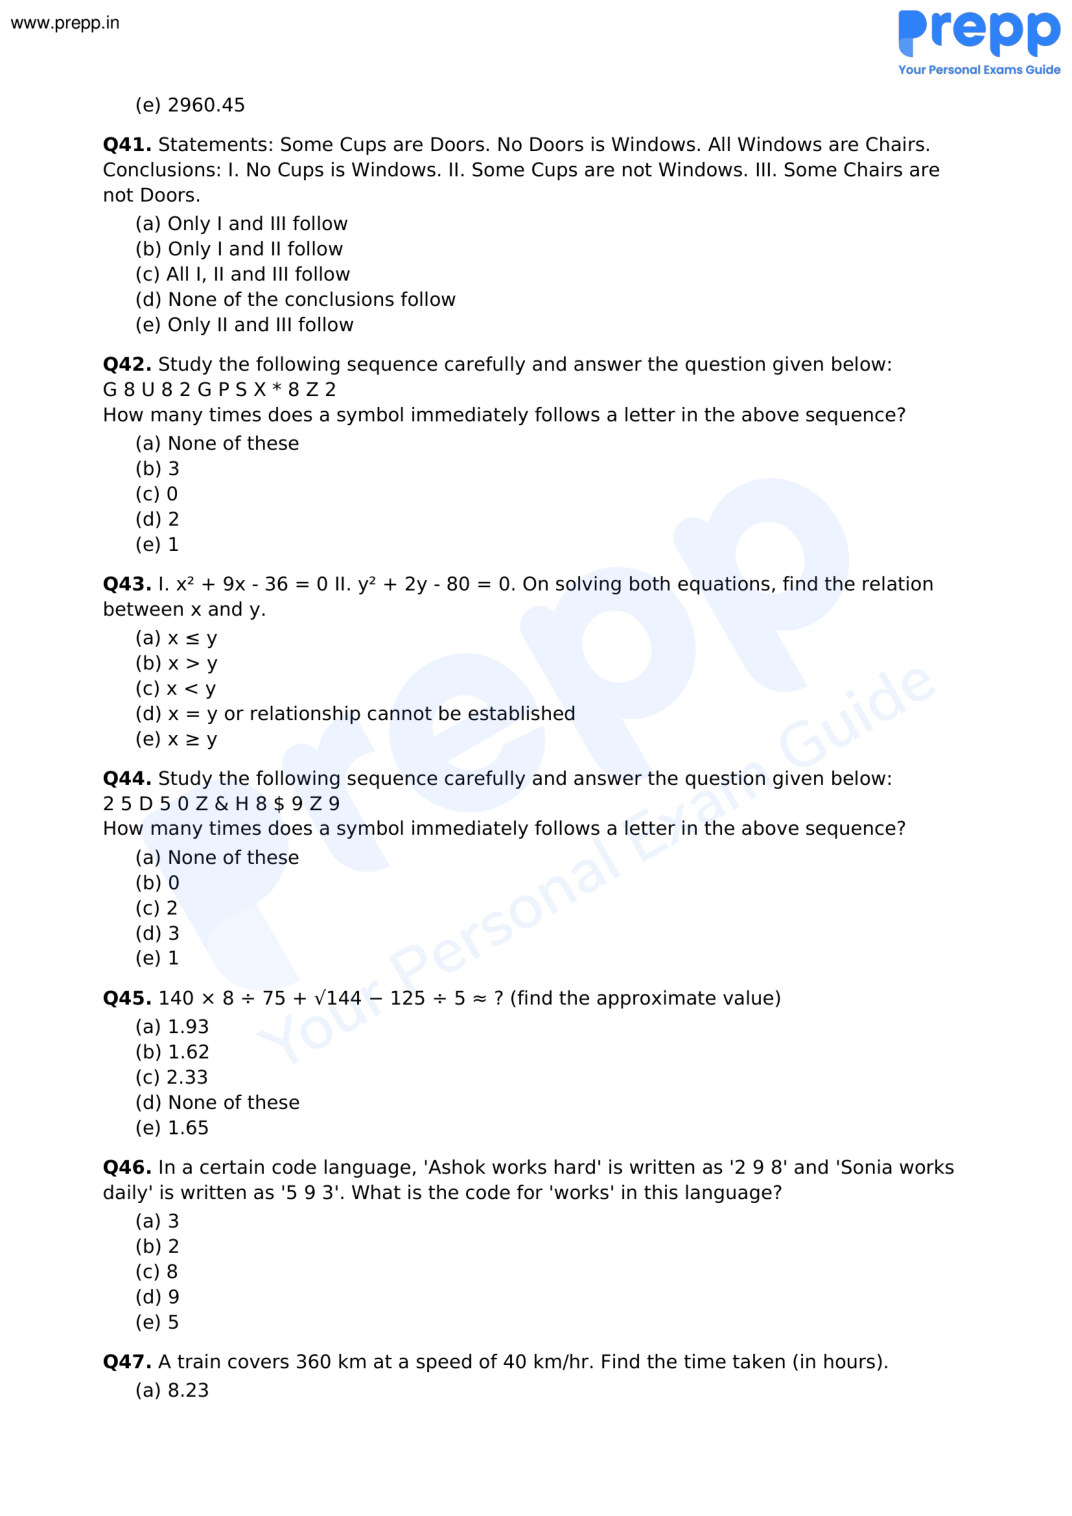 www.prepp.in
Prepp
Your Personal Exams Guide
(e) 2960.45
Q41. Statements: Some Cups are Doors. No Doors is Windows. All Windows are Chairs.
Conclusions: I. No Cups is Windows. II. Some Cups are not Windows. III. Some Chairs are
not Doors.
(a) Only I and III follow
(b) Only I and II follow
(c) All I, II and III follow
(d) None of the conclusions follow
(e) Only II and III follow
Q42. Study the following sequence carefully and answer the question given below:
G 8 U 8 2 G P S X * 8 Z 2
How many times does a symbol immediately follows a letter in the above sequence?
(a) None of these
(b) 3
(c) 0
(d) 2
(e) 1
Q43. I. x² + 9x - 36 = 0 II. y² + 2y - 80 = 0. On solving both equations, find the relation
between x and y.
(a) x ≤ y
(b) x > y
(c) x < y
(d) x = y or relationship cannot be established
(e) x ≥ y
Q44. Study the following sequence carefully and answer the question given below:
2 5 D 5 0 Z & H 8 $ 9 Z 9
How many times does a symbol immediately follows a letter in the above sequence?
(a) None of these
(b) 0
(c) 2
(d) 3
(e) 1
Q45. 140 × 8 ÷ 75 + √144 − 125 ÷ 5 ≈ ? (find the approximate value)
(a) 1.93
(b) 1.62
(c) 2.33
(d) None of these
(e) 1.65
Q46. In a certain code language, 'Ashok works hard' is written as '2 9 8' and 'Sonia works
daily' is written as '5 9 3'. What is the code for 'works' in this language?
(a) 3
(b) 2
(c) 8
(d) 9
(e) 5
Q47. A train covers 360 km at a speed of 40 km/hr. Find the time taken (in hours).
(a) 8.23
prepp
Your Personal Exam Guide